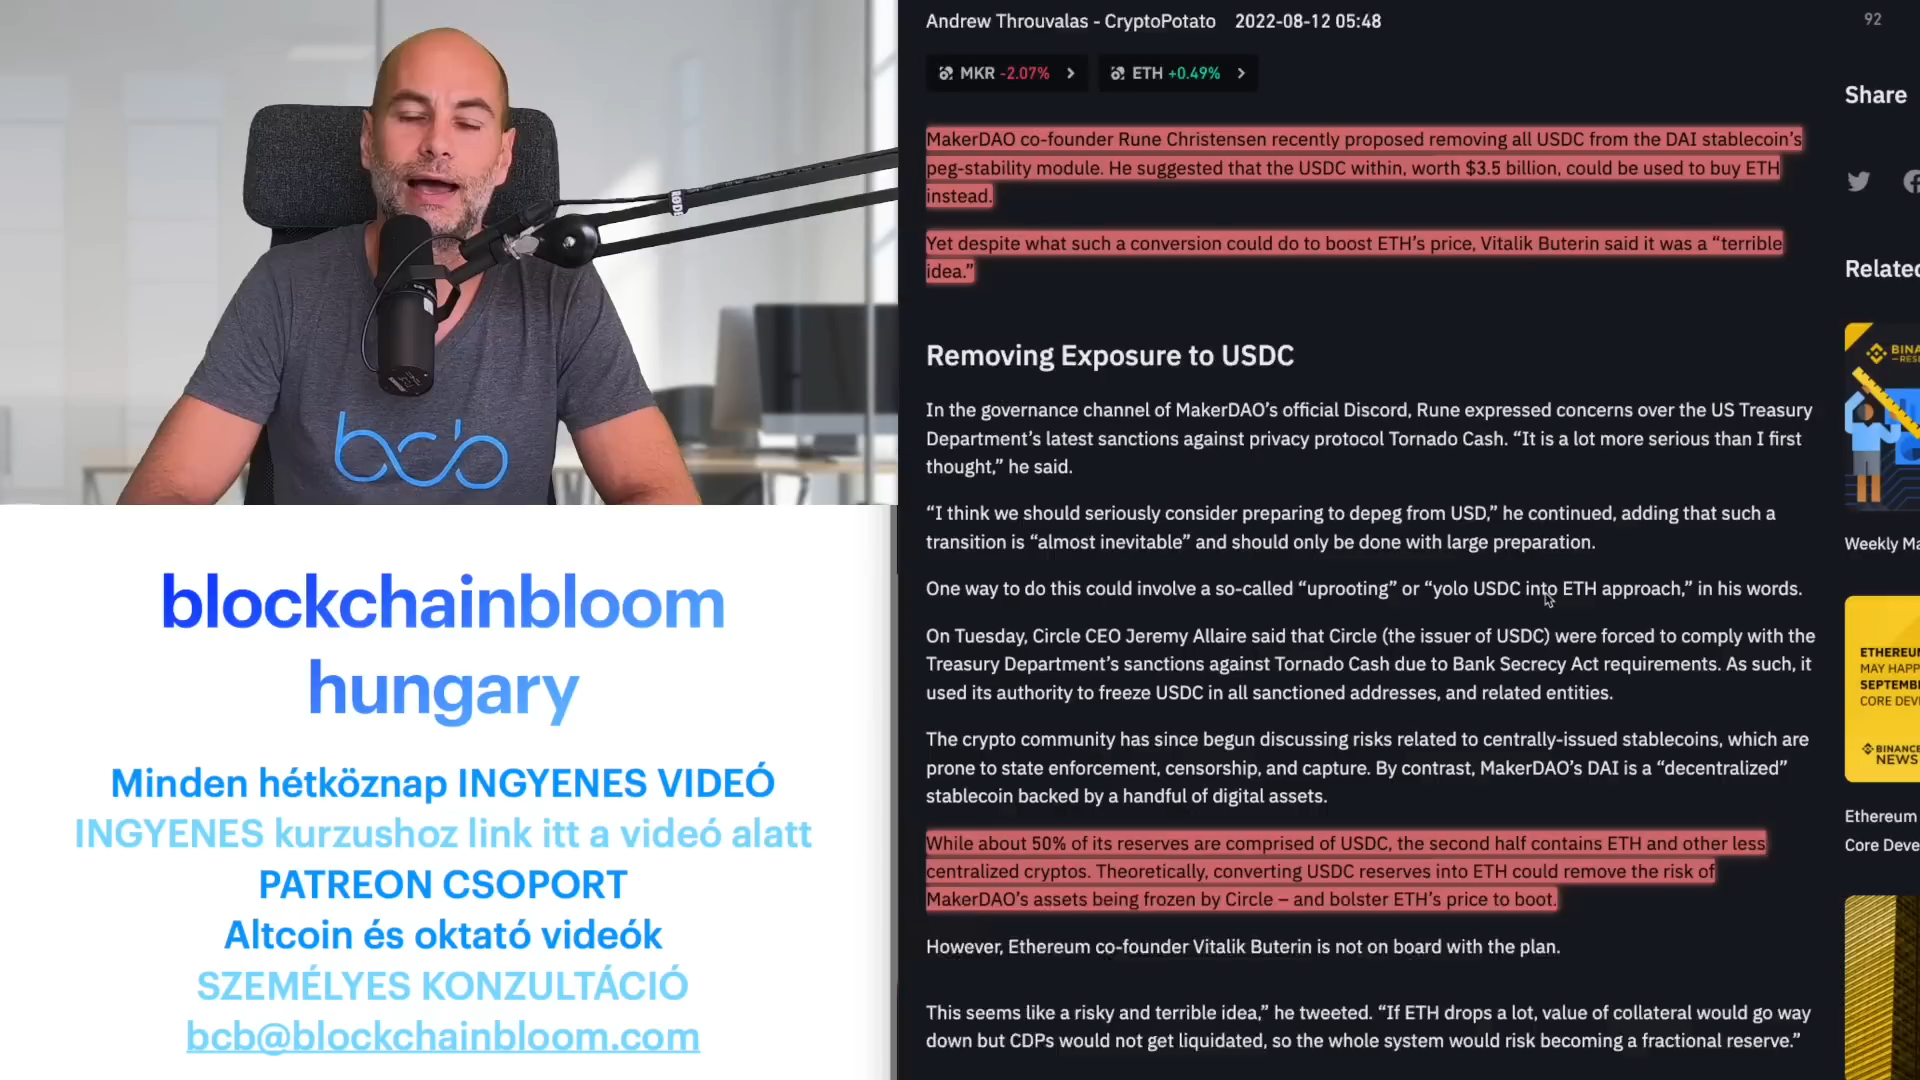 bcb
RØDE
blockchainbloom
hungary
Minden hétköznap INGYENES VIDEÓ
INGYENES kurzushoz link itt a videó alatt
PATREON CSOPORT
Altcoin és oktató videók
SZEMÉLYES KONZULTÁCIÓ
bcb@blockchainbloom.com
Andrew Throuvalas - CryptoPotato 2022-08-12 05:48
MKR -2.07%
ETH +0.49%
MakerDAO co-founder Rune Christensen recently proposed removing all USDC from the DAI stablecoin’s
peg-stability module. He suggested that the USDC within, worth $3.5 billion, could be used to buy ETH
instead.
Yet despite what such a conversion could do to boost ETH’s price, Vitalik Buterin said it was a “terrible
idea.”
Removing Exposure to USDC
In the governance channel of MakerDAO’s official Discord, Rune expressed concerns over the US Treasury
Department’s latest sanctions against privacy protocol Tornado Cash. “It is a lot more serious than I first
thought,” he said.
“I think we should seriously consider preparing to depeg from USD,” he continued, adding that such a
transition is “almost inevitable” and should only be done with large preparation.
One way to do this could involve a so-called “uprooting” or “yolo USDC into ETH approach,” in his words.
On Tuesday, Circle CEO Jeremy Allaire said that Circle (the issuer of USDC) were forced to comply with the
Treasury Department’s sanctions against Tornado Cash due to Bank Secrecy Act requirements. As such, it
used its authority to freeze USDC in all sanctioned addresses, and related entities.
The crypto community has since begun discussing risks related to centrally-issued stablecoins, which are
prone to state enforcement, censorship, and capture. By contrast, MakerDAO’s DAI is a “decentralized”
stablecoin backed by a handful of digital assets.
While about 50% of its reserves are comprised of USDC, the second half contains ETH and other less
centralized cryptos. Theoretically, converting USDC reserves into ETH could remove the risk of
MakerDAO’s assets being frozen by Circle – and bolster ETH’s price to boot.
However, Ethereum co-founder Vitalik Buterin is not on board with the plan.
This seems like a risky and terrible idea,” he tweeted. “If ETH drops a lot, value of collateral would go way
down but CDPs would not get liquidated, so the whole system would risk becoming a fractional reserve.”
92
Share
Related
BINA
RESE
Weekly Ma
ETHEREUM
MAY HAPP
SEPTEMBE
CORE DEV
BINANCE
NEWS
Ethereum
Core Deve